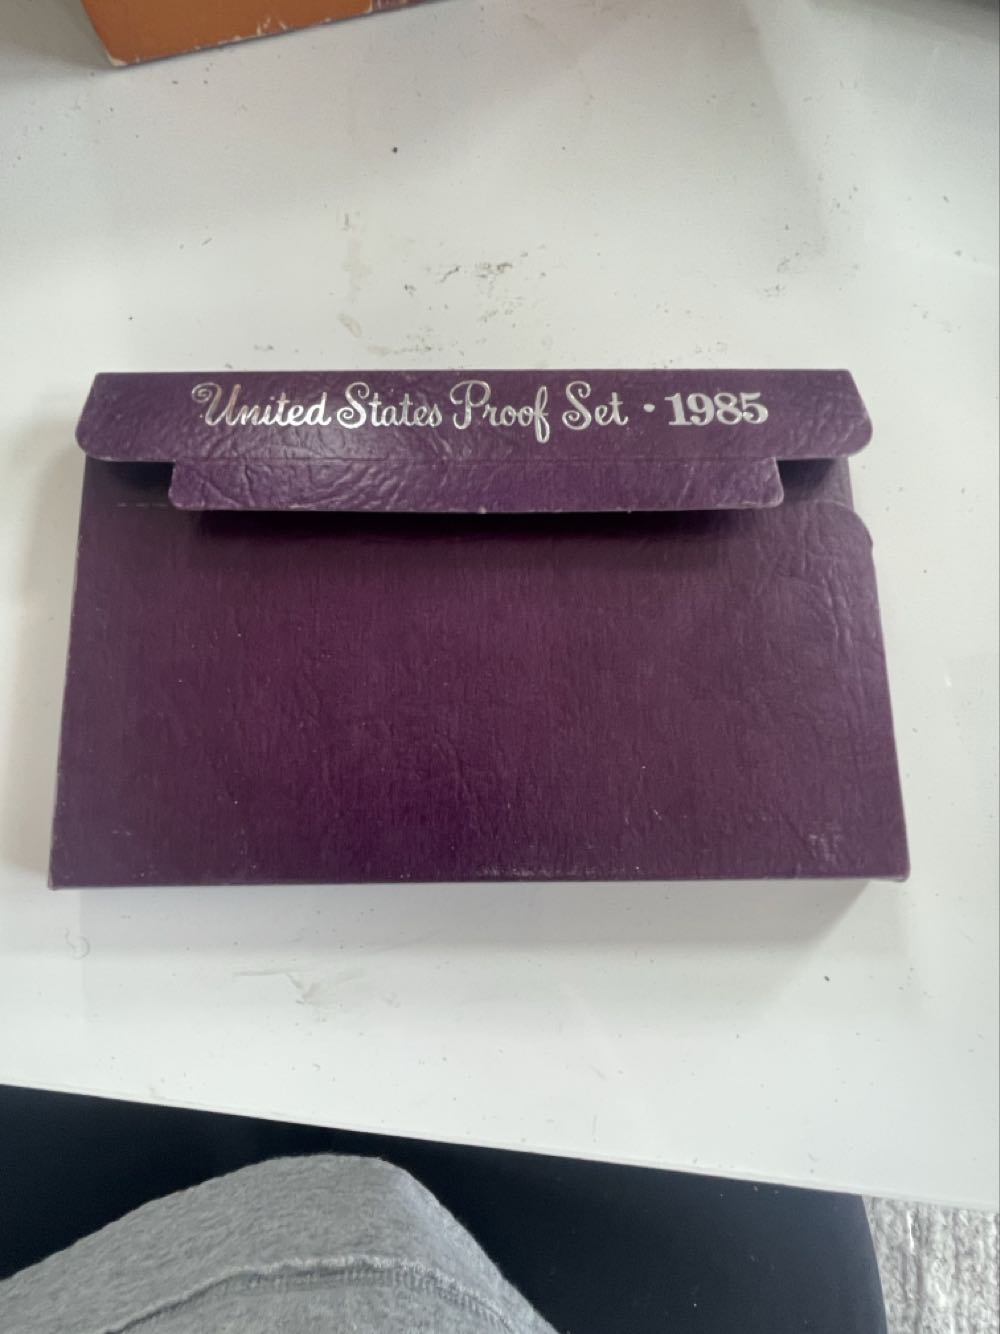 United States Proof Set • 1985